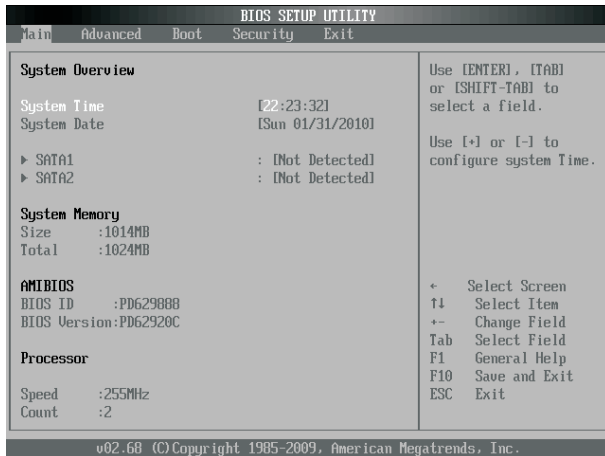 BIOS SETUP UTILITY
Main Advanced Boot Security Exit
System Overview
System Time [22:23:32]
System Date [Sun 01/31/2010]
▶ SATA1 : [Not Detected]
▶ SATA2 : [Not Detected]
System Memory
Size :1014MB
Total :1024MB
AMIBIOS
BIOS ID :PD629888
BIOS Version:PD62920C
Processor
Speed :255MHz
Count :2
Use [ENTER], [TAB]
or [SHIFT-TAB] to
select a field.
Use [+] or [-] to
configure system Time.
← Select Screen
↑↓ Select Item
+- Change Field
Tab Select Field
F1 General Help
F10 Save and Exit
ESC Exit
v02.68 (C)Copyright 1985-2009, American Megatrends, Inc.